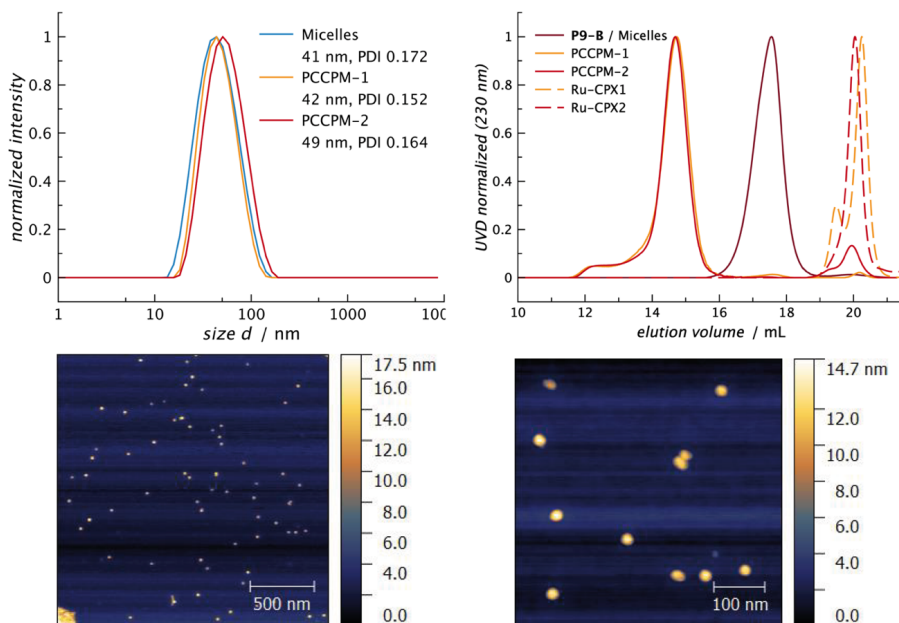 normalized intensity
1
0.8
0.6
0.4
0.2
0
Micelles
41 nm, PDI 0.172
PCCPM-1
42 nm, PDI 0.152
PCCPM-2
49 nm, PDI 0.164
1 10 100 1000
size d / nm
UVD normalized (230 nm)
1
0.8
0.6
0.4
0.2
0
P9-B / Micelles
PCCPM-1
PCCPM-2
Ru-CPX1
Ru-CPX2
10 12 14 16 18 20
elution volume / mL
17.5 nm
16.0
14.0
12.0
10.0
8.0
6.0
4.0
0.0
500 nm
14.7 nm
12.0
10.0
8.0
6.0
4.0
0.0
100 nm